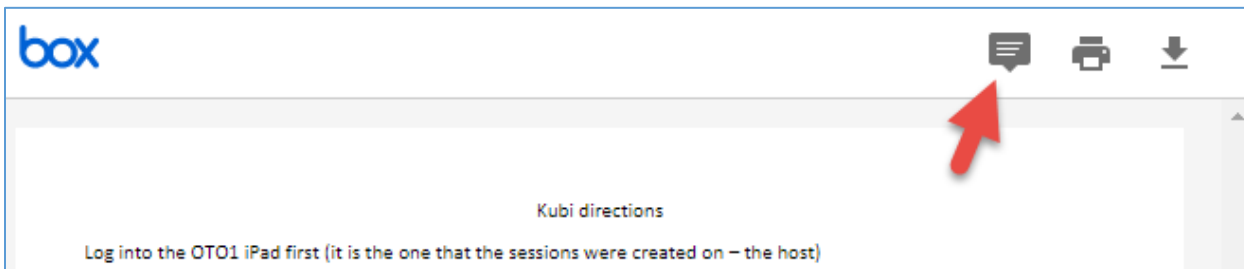 box
Kubi directions
Log into the OTO1 iPad first (it is the one that the sessions were created on – the host)